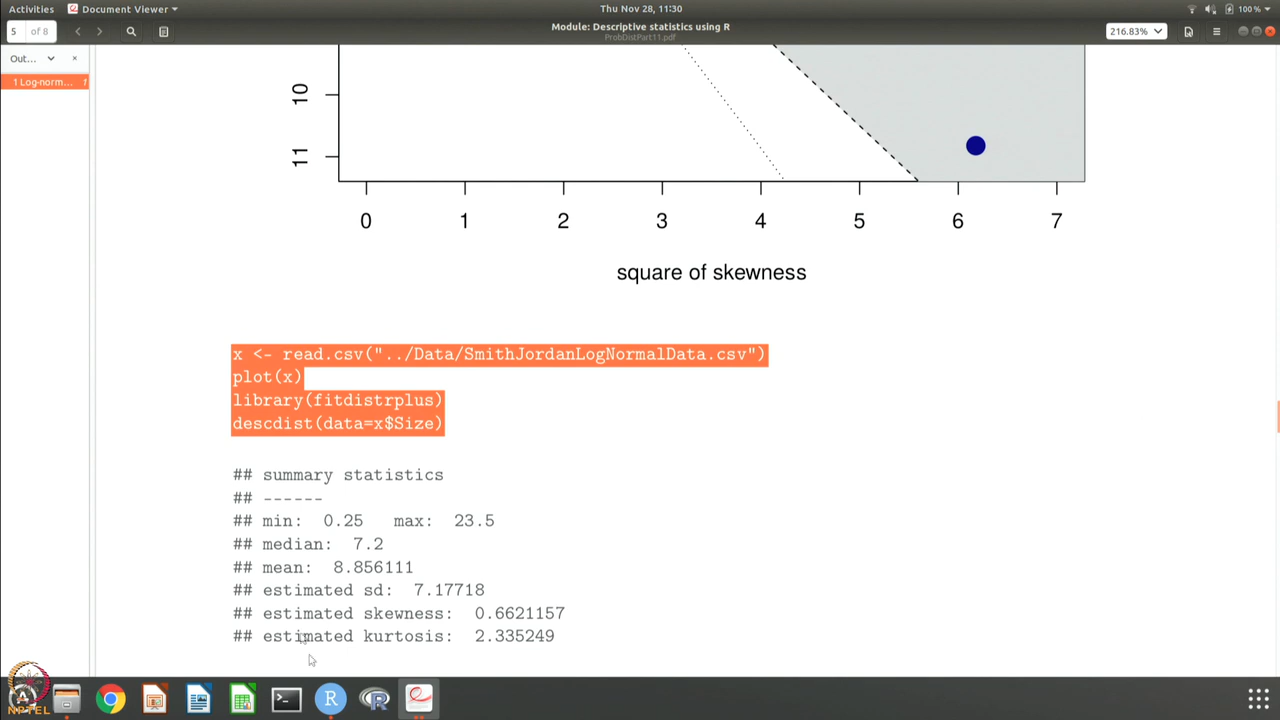 Activities Document Viewer Thu Nov 28, 11:30 100 %
5 of 8 Module: Descriptive statistics using R 216.83%
ProbDistPart11.pdf
Out...
1 Log-norm... 1
10
11
0 1 2 3 4 5 6 7
square of skewness
x <- read.csv("../Data/SmithJordanLogNormalData.csv")
plot(x)
library(fitdistrplus)
descdist(data=x$Size)
## summary statistics
## ------
## min: 0.25 max: 23.5
## median: 7.2
## mean: 8.856111
## estimated sd: 7.17718
## estimated skewness: 0.6621157
## estimated kurtosis: 2.335249
NPTEL